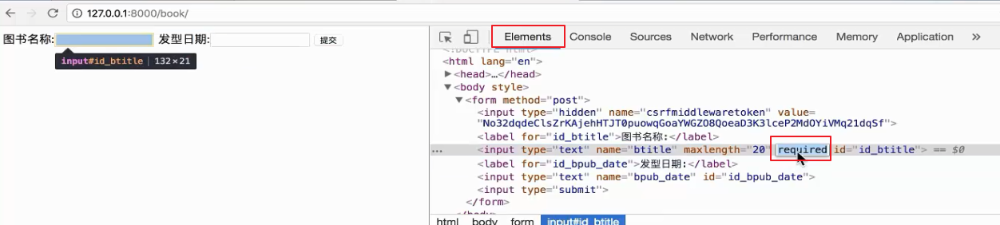 127.0.0.1:8000/book/
图书名称: 发型日期: 提交
input#id_btitle 132×21
Elements Console Sources Network Performance Memory Application »
<!DOCTYPE html>
<html lang="en">
▶<head>…</head>
▼<body style>
▼<form method="post">
<input type="hidden" name="csrfmiddlewaretoken" value=
"No32dqdeClsZrKAjehHTJT0puowqGoaYWGZO8QoeaD3K3lceP2MdOYiVMq21dqSf">
<label for="id_btitle">图书名称:</label>
… <input type="text" name="btitle" maxlength="20" required id="id_btitle"> == $0
<label for="id_bpub_date">发型日期:</label>
<input type="text" name="bpub_date" id="id_bpub_date">
<input type="submit">
</form>
</body>
html body form input#id_btitle